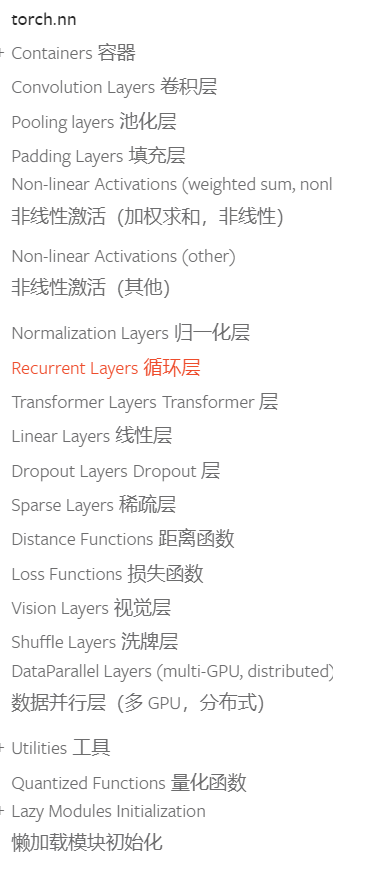 torch.nn
+ Containers 容器
Convolution Layers 卷积层
Pooling layers 池化层
Padding Layers 填充层
Non-linear Activations (weighted sum, nonl
非线性激活（加权求和，非线性）
Non-linear Activations (other)
非线性激活（其他）
Normalization Layers 归一化层
Recurrent Layers 循环层
Transformer Layers Transformer 层
Linear Layers 线性层
Dropout Layers Dropout 层
Sparse Layers 稀疏层
Distance Functions 距离函数
Loss Functions 损失函数
Vision Layers 视觉层
Shuffle Layers 洗牌层
DataParallel Layers (multi-GPU, distributed)
数据并行层（多 GPU，分布式）
+ Utilities 工具
Quantized Functions 量化函数
+ Lazy Modules Initialization
懒加载模块初始化